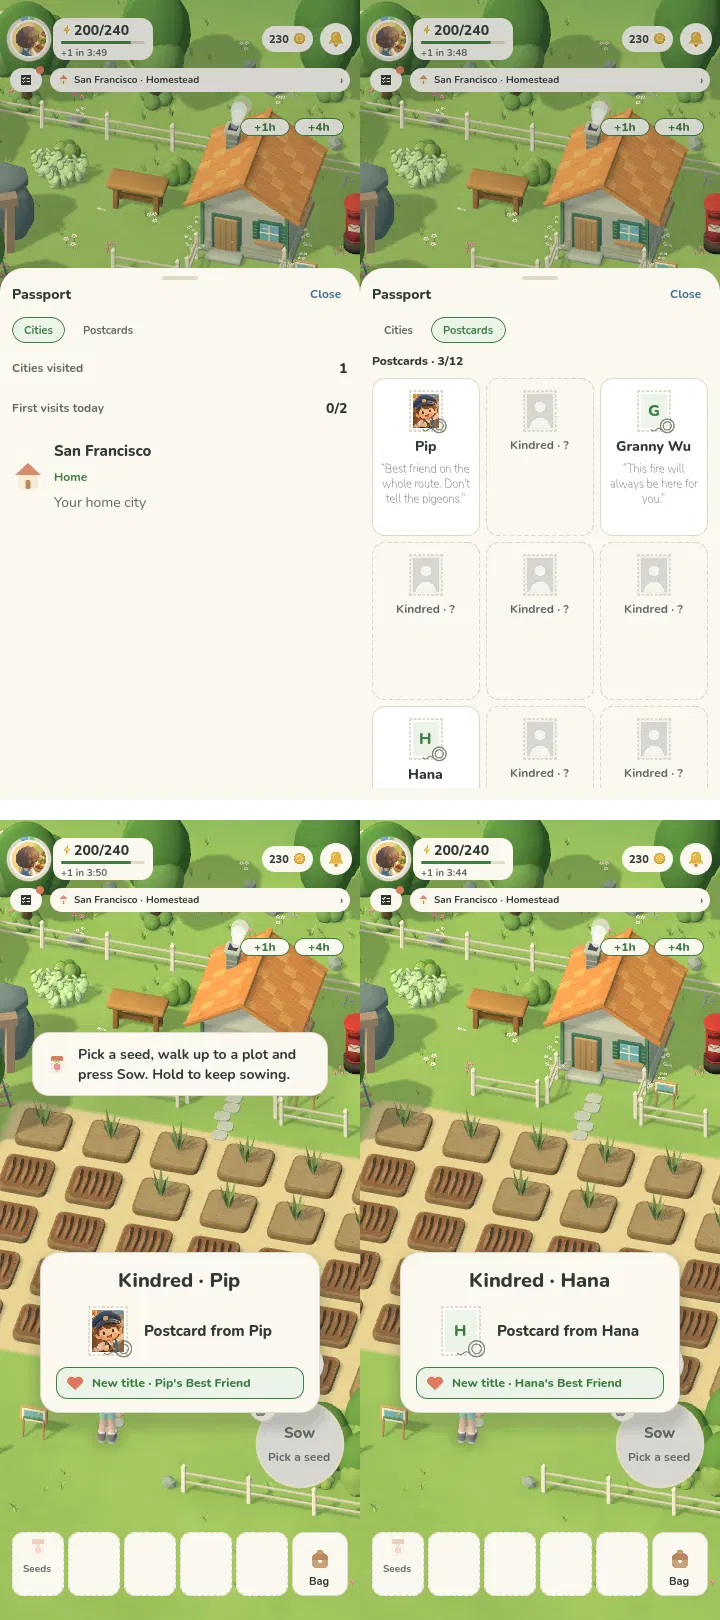 200/240
+1 in 3:49
230
San Francisco · Homestead ›
+1h +4h
Passport Close
Cities Postcards
Cities visited 1
First visits today 0/2
San Francisco
Home
Your home city
200/240
+1 in 3:48
230
San Francisco · Homestead ›
+1h +4h
Passport Close
Cities Postcards
Postcards · 3/12
G
Pip Kindred · ? Granny Wu
"Best friend on the
whole route. Don't
tell the pigeons."
"This fire will
always be here for
you."
Kindred · ? Kindred · ? Kindred · ?
H
Hana Kindred · ? Kindred · ?
200/240
+1 in 3:50
230
San Francisco · Homestead ›
+1h +4h
Pick a seed, walk up to a plot and
press Sow. Hold to keep sowing.
Kindred · Pip
Postcard from Pip
New title · Pip's Best Friend
Sow
Pick a seed
Seeds
Bag
200/240
+1 in 3:44
230
San Francisco · Homestead ›
+1h +4h
Kindred · Hana
H
Postcard from Hana
New title · Hana's Best Friend
Sow
Pick a seed
Seeds
Bag